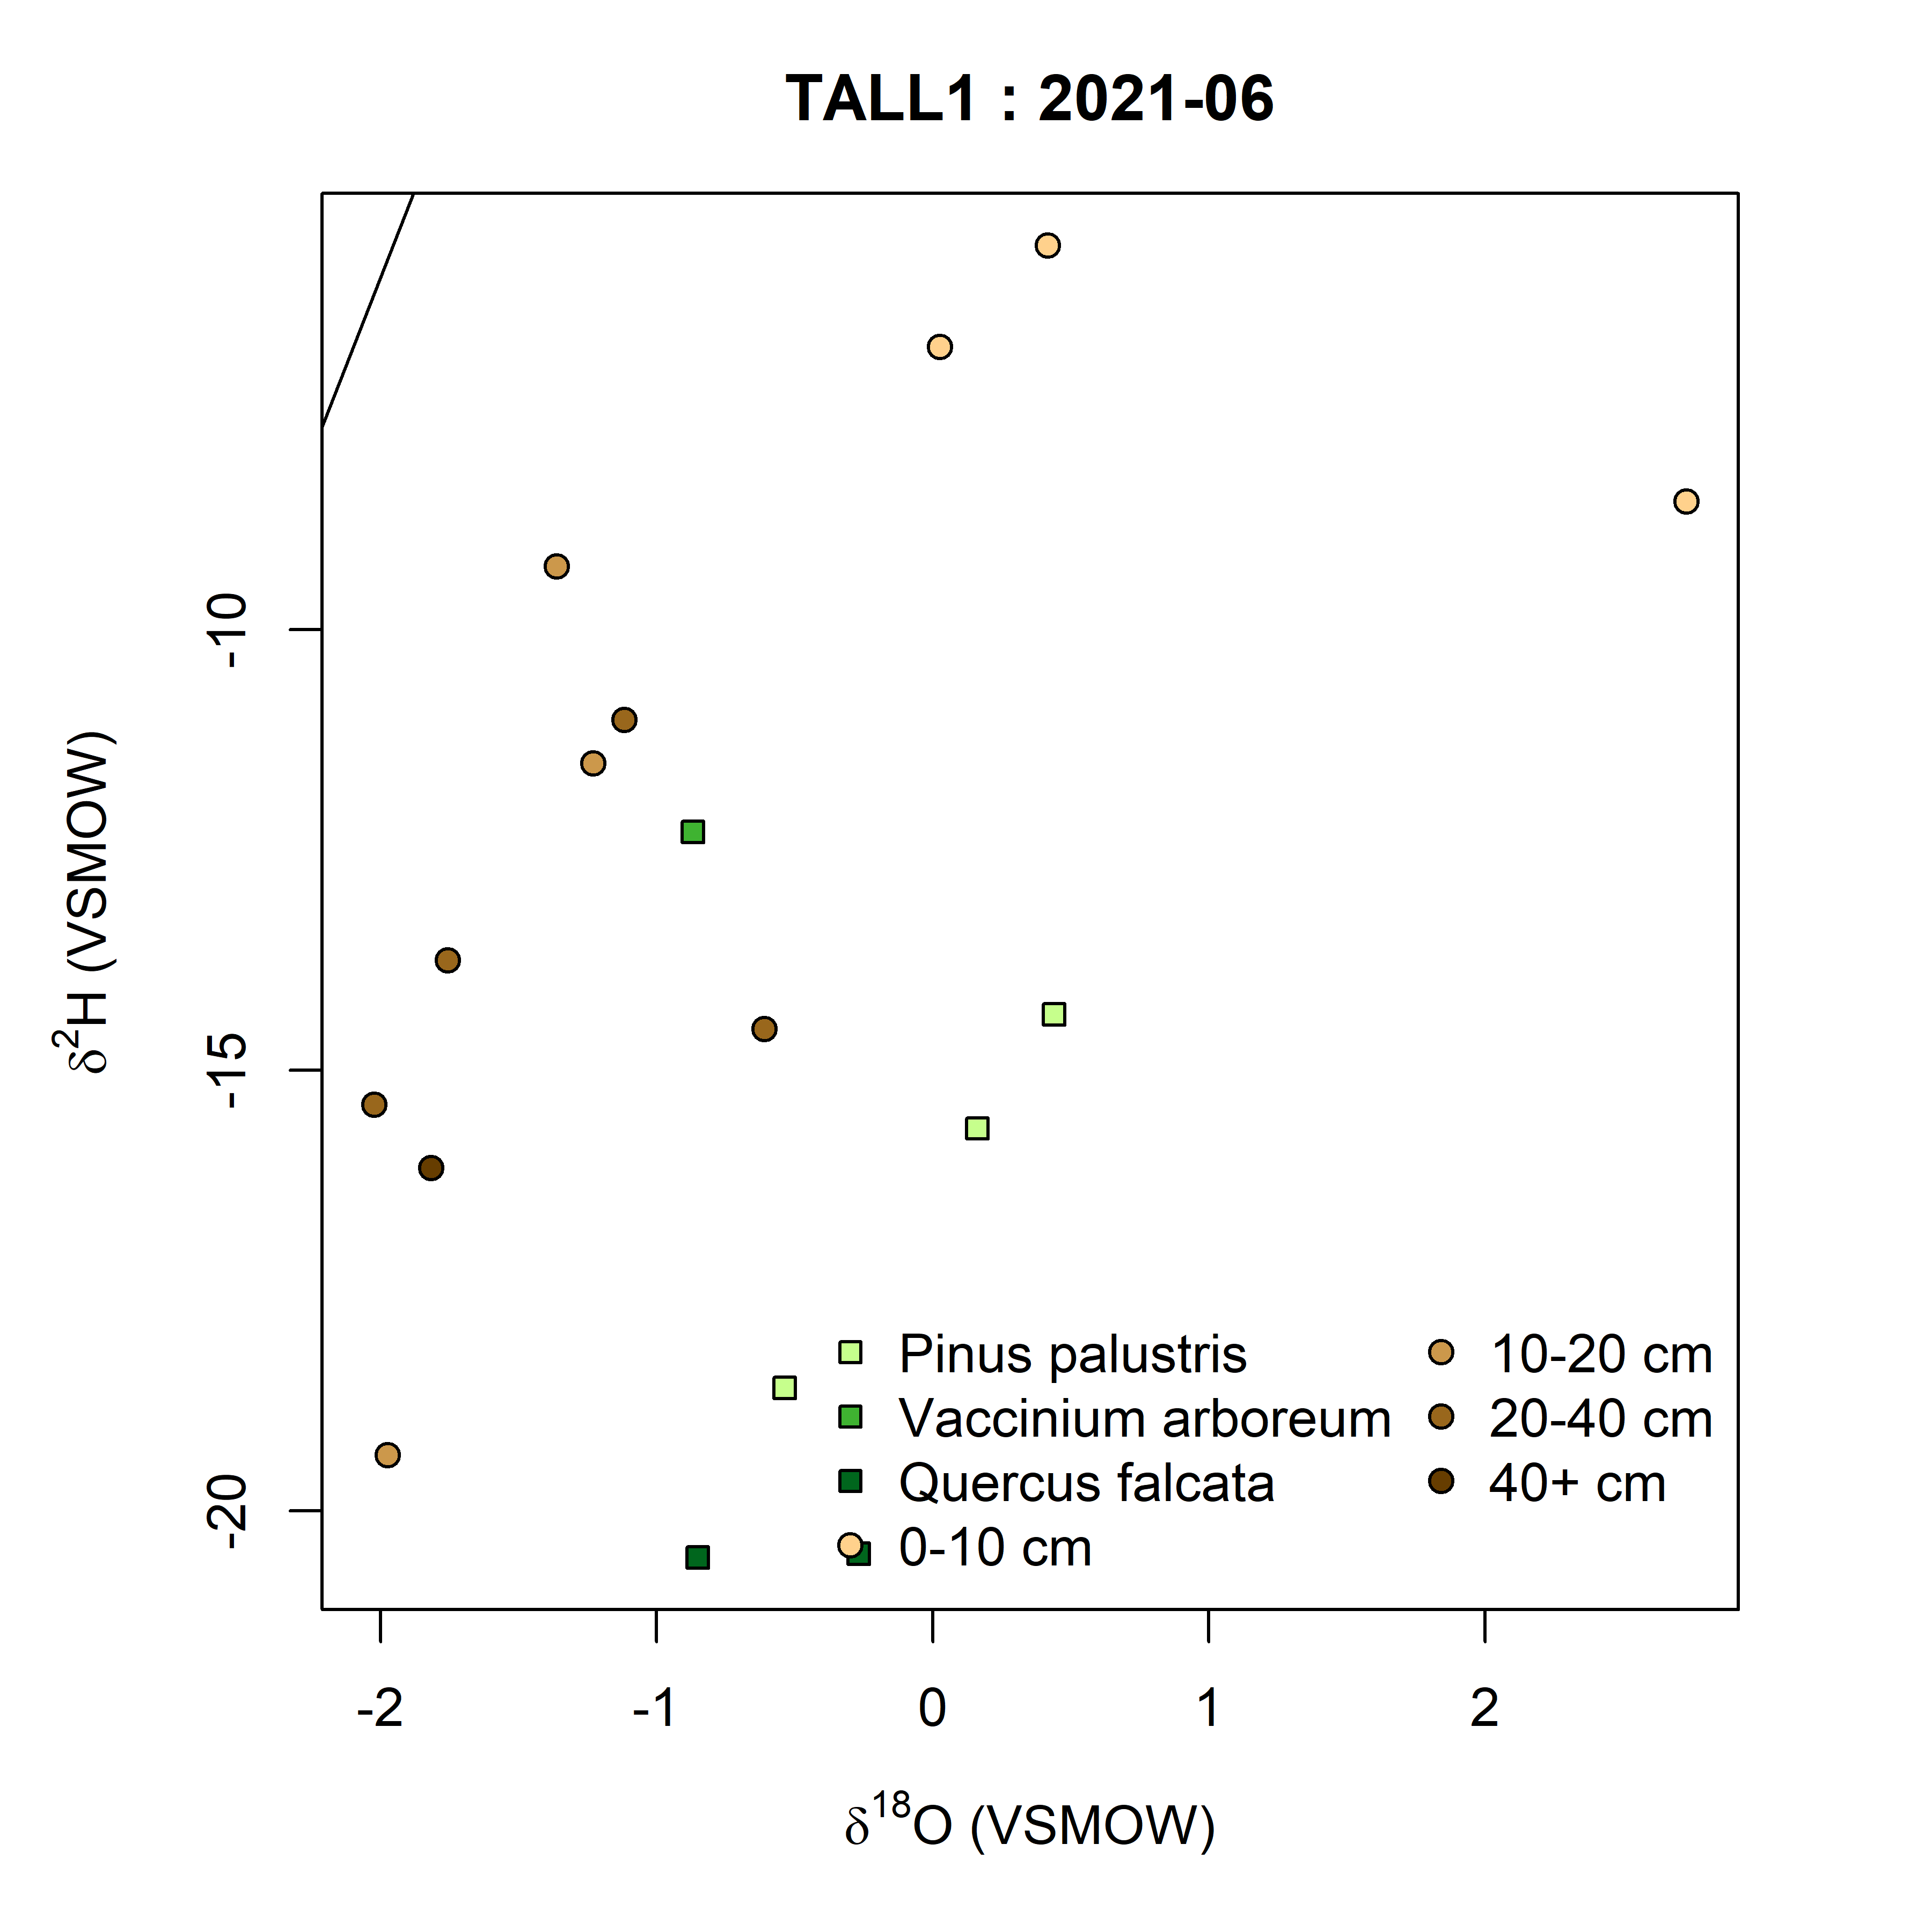 TALL1 : 2021-06
δ²H (VSMOW)
-10
-15
-20
Pinus palustris
Vaccinium arboreum
Quercus falcata
0-10 cm
10-20 cm
20-40 cm
40+ cm
-2 -1 0 1 2
δ¹⁸O (VSMOW)